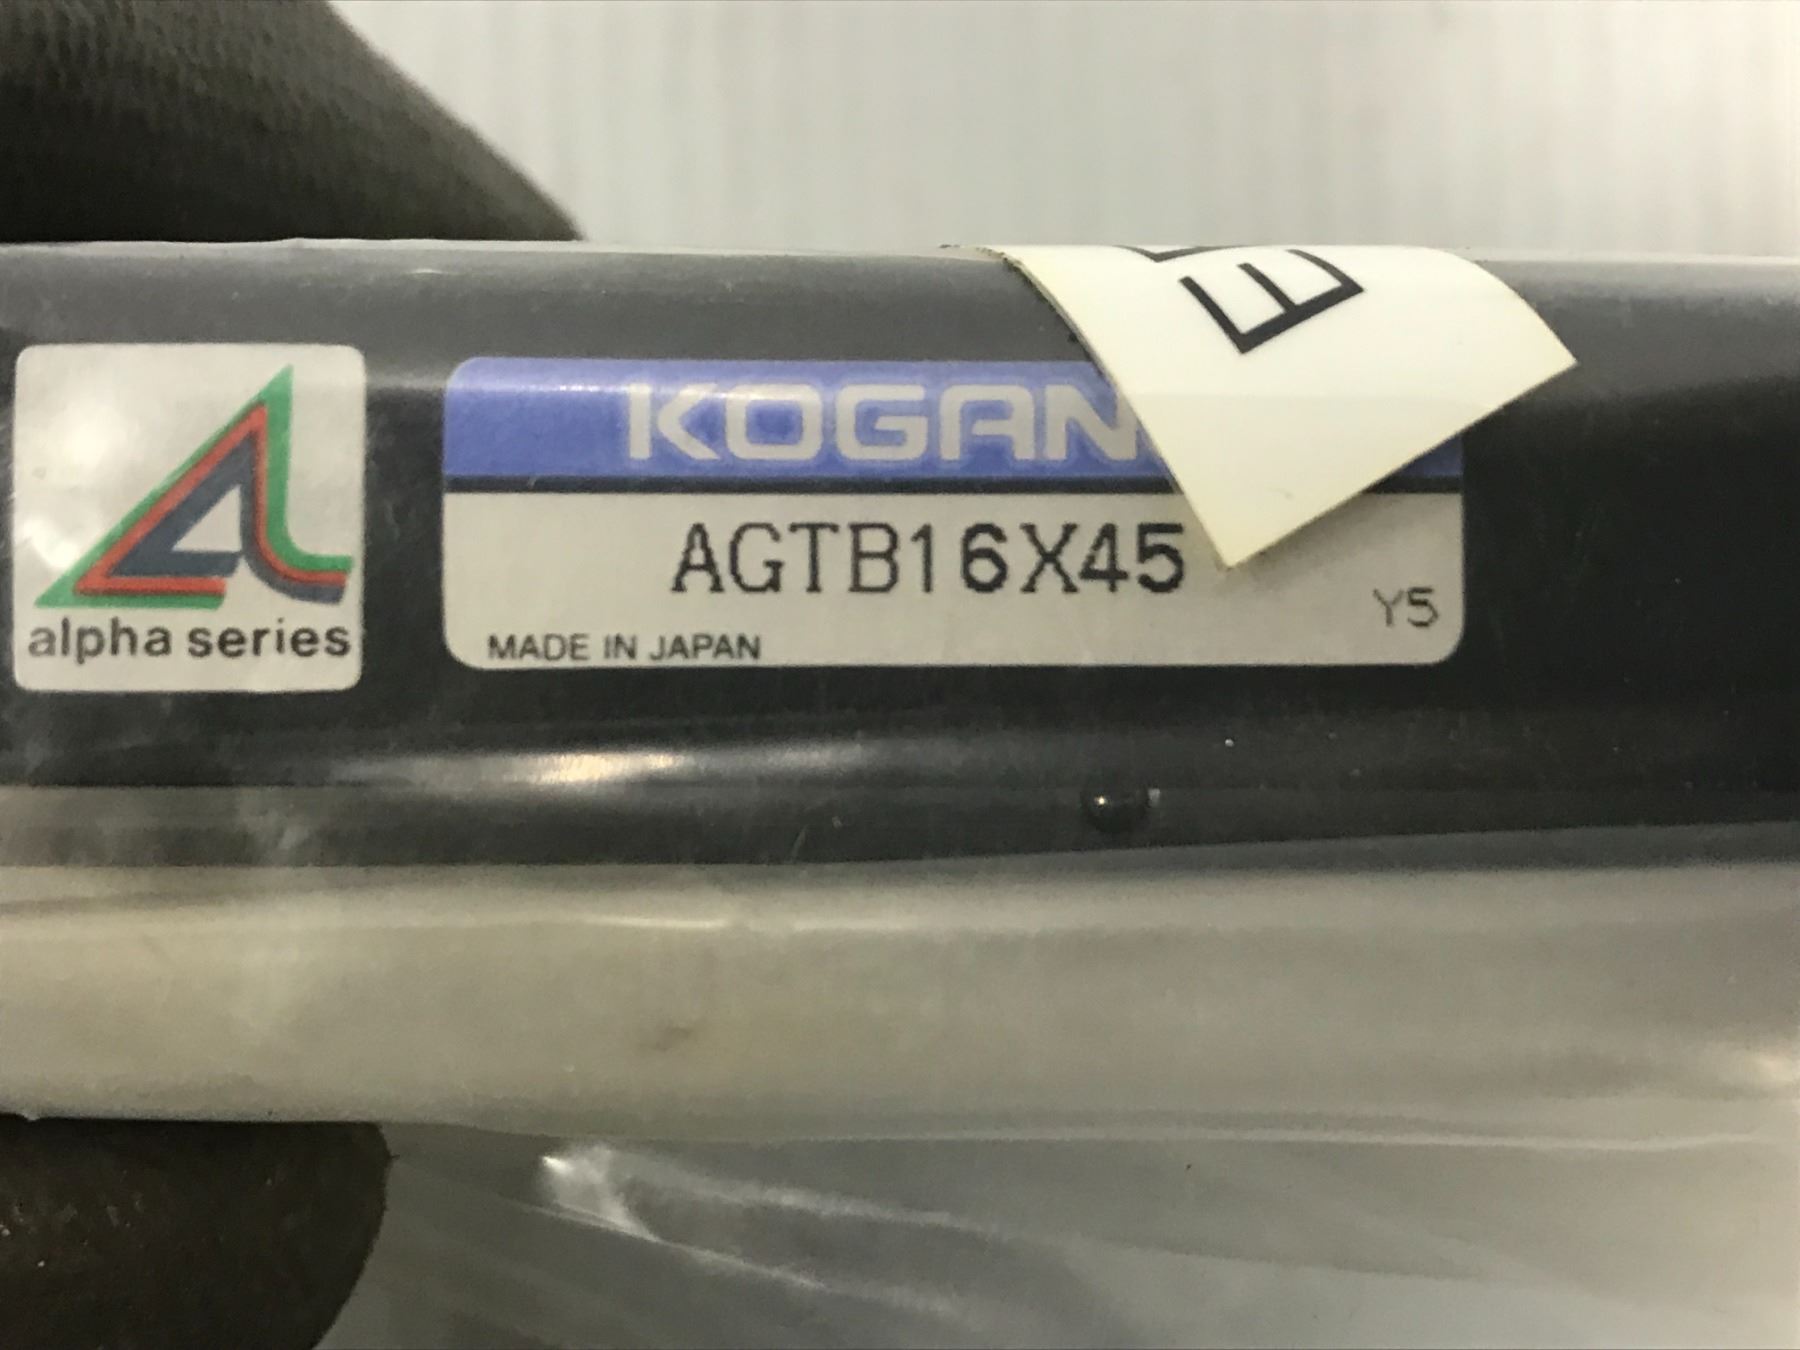 E
KOGAN
AGTB16X45
Y5
MADE IN JAPAN
alpha series